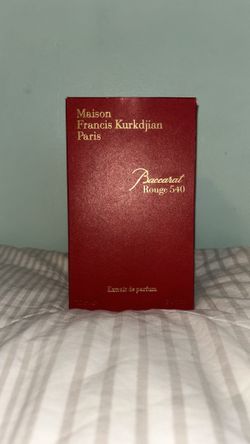 Maison
Francis Kurkdjian
Paris
Baccarat
Rouge 540
Extrait de parfum